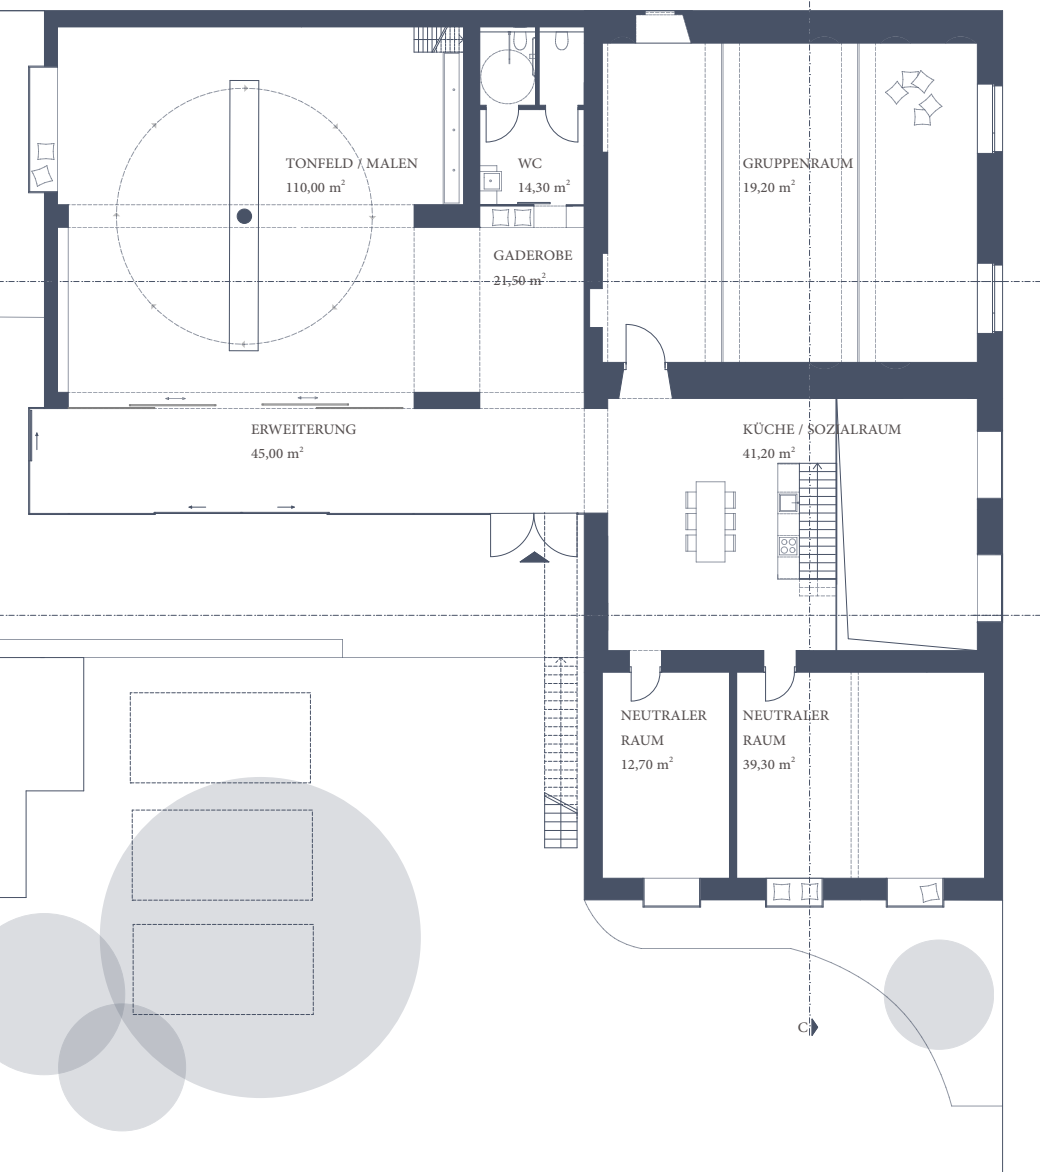 TONFELD / MALEN
110,00 m²
WC
14,30 m²
GRUPPENRAUM
19,20 m²
GADEROBE
21,50 m²
ERWEITERUNG
45,00 m²
KÜCHE / SOZIALRAUM
41,20 m²
NEUTRALER
RAUM
12,70 m²
NEUTRALER
RAUM
39,30 m²
C